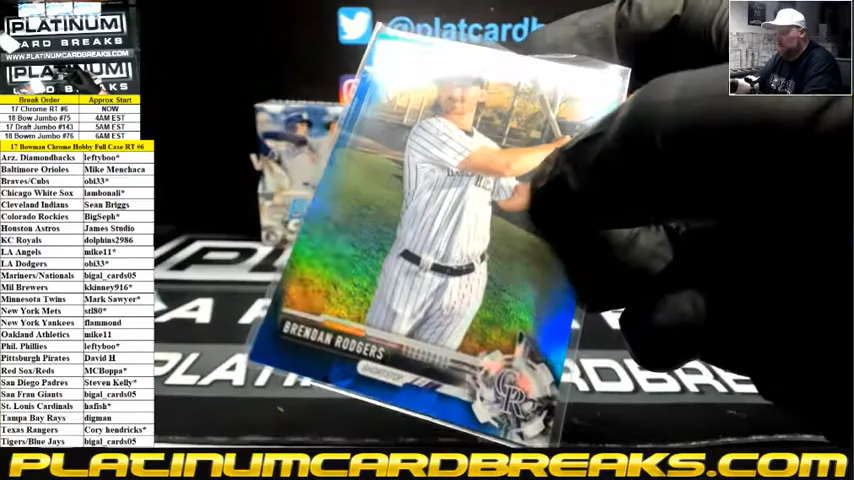 PLATINUM
CARD BREAKS
WWW.PLATINUMCARDBREAKS.COM
PLATINUM
Break Order Approx Start
17 Chrome RT #6 NOW
18 Bow Jumbo #75 4AM EST
17 Draft Jumbo #143 5AM EST
18 Bowm Jumbo #76 6AM EST
17 Bowman Chrome Hobby Full Case RT #6
Arz. Diamondbacks leftyboo*
Baltimore Orioles Mike Menchaca
Braves/Cubs obi33*
Chicago White Sox lambonali*
Cleveland Indians Sean Briggs
Colorado Rockies BigSeph*
Houston Astros James Studio
KC Royals dolphins2986
LA Angels mike11*
LA Dodgers obi33*
Mariners/Nationals bigal_cards05
Mil Brewers kkinney916*
Minnesota Twins Mark Sawyer*
New York Mets stl80*
New York Yankees flammond
Oakland Athletics mike11
Phil. Phillies leftyboo*
Pittsburgh Pirates David H
Red Sox/Reds MCBoppa*
San Diego Padres Steven Kelly*
San Fran Giants bigal_cards05
St. Louis Cardinals hafish*
Tampa Bay Rays digman
Texas Rangers Cory hendricks*
Tigers/Blue Jays bigal_cards05
@platcardb
BRENDAN RODGERS
CR
PLATINUMCARDBREAKS.COM